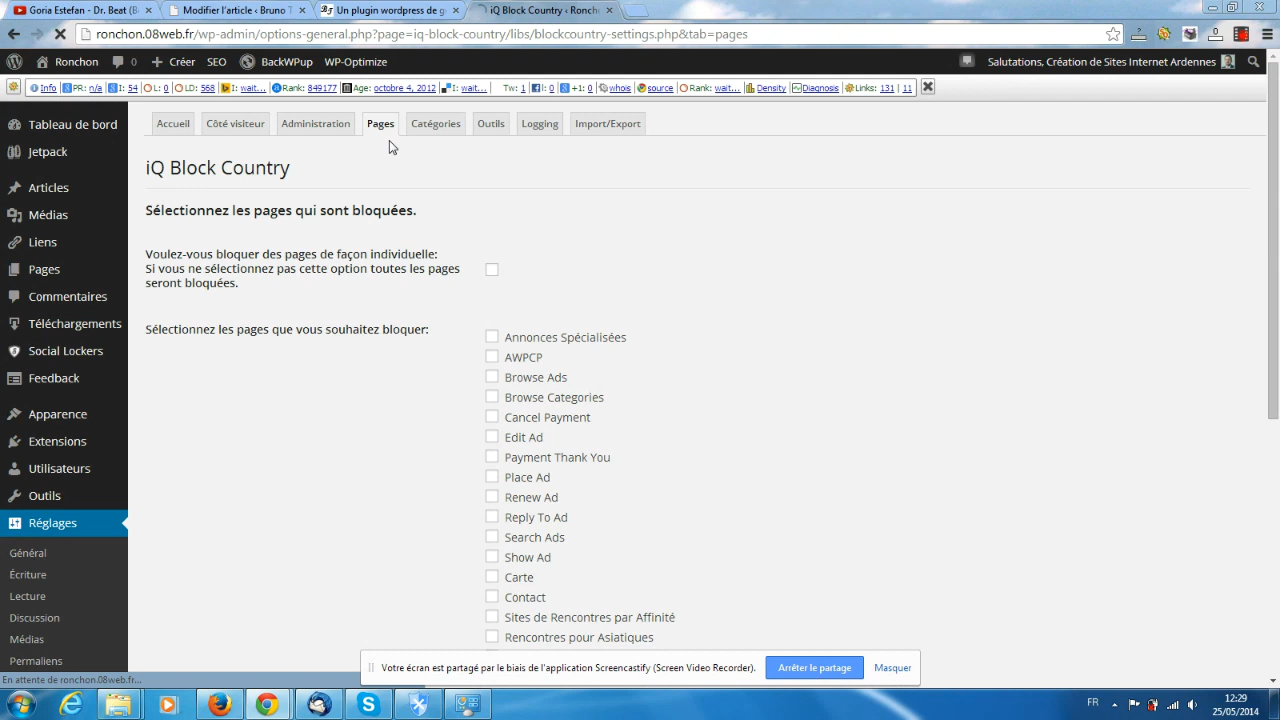 Goria Estefan - Dr. Beat (
Modifier l'article ‹ Bruno T
Un plugin wordpress de g
iQ Block Country ‹ Roncho
ronchon.08web.fr/wp-admin/options-general.php?page=iq-block-country/libs/blockcountry-settings.php&tab=pages
Ronchon 0 Créer SEO BackWPup WP-Optimize
Salutations, Création de Sites Internet Ardennes
Info PR: n/a I: 54 L: 0 LD: 568 I: wait... Rank: 849177 Age: octobre 4, 2012 I: wait... Tw: 1 l: 0 +1: 0 whois source Rank: wait... Density Diagnosis Links: 131 | 11
Tableau de bord
Jetpack
Articles
Médias
Liens
Pages
Commentaires
Téléchargements
Social Lockers
Feedback
Apparence
Extensions
Utilisateurs
Outils
Réglages
Général
Écriture
Lecture
Discussion
Médias
Permaliens
Accueil Côté visiteur Administration Pages Catégories Outils Logging Import/Export
iQ Block Country
Sélectionnez les pages qui sont bloquées.
Voulez-vous bloquer des pages de façon individuelle:
Si vous ne sélectionnez pas cette option toutes les pages
seront bloquées.
Sélectionnez les pages que vous souhaitez bloquer:
Annonces Spécialisées
AWPCP
Browse Ads
Browse Categories
Cancel Payment
Edit Ad
Payment Thank You
Place Ad
Renew Ad
Reply To Ad
Search Ads
Show Ad
Carte
Contact
Sites de Rencontres par Affinité
Rencontres pour Asiatiques
Votre écran est partagé par le biais de l'application Screencastify (Screen Video Recorder).
Arrêter le partage
Masquer
En attente de ronchon.08web.fr...
FR
12:29
25/05/2014